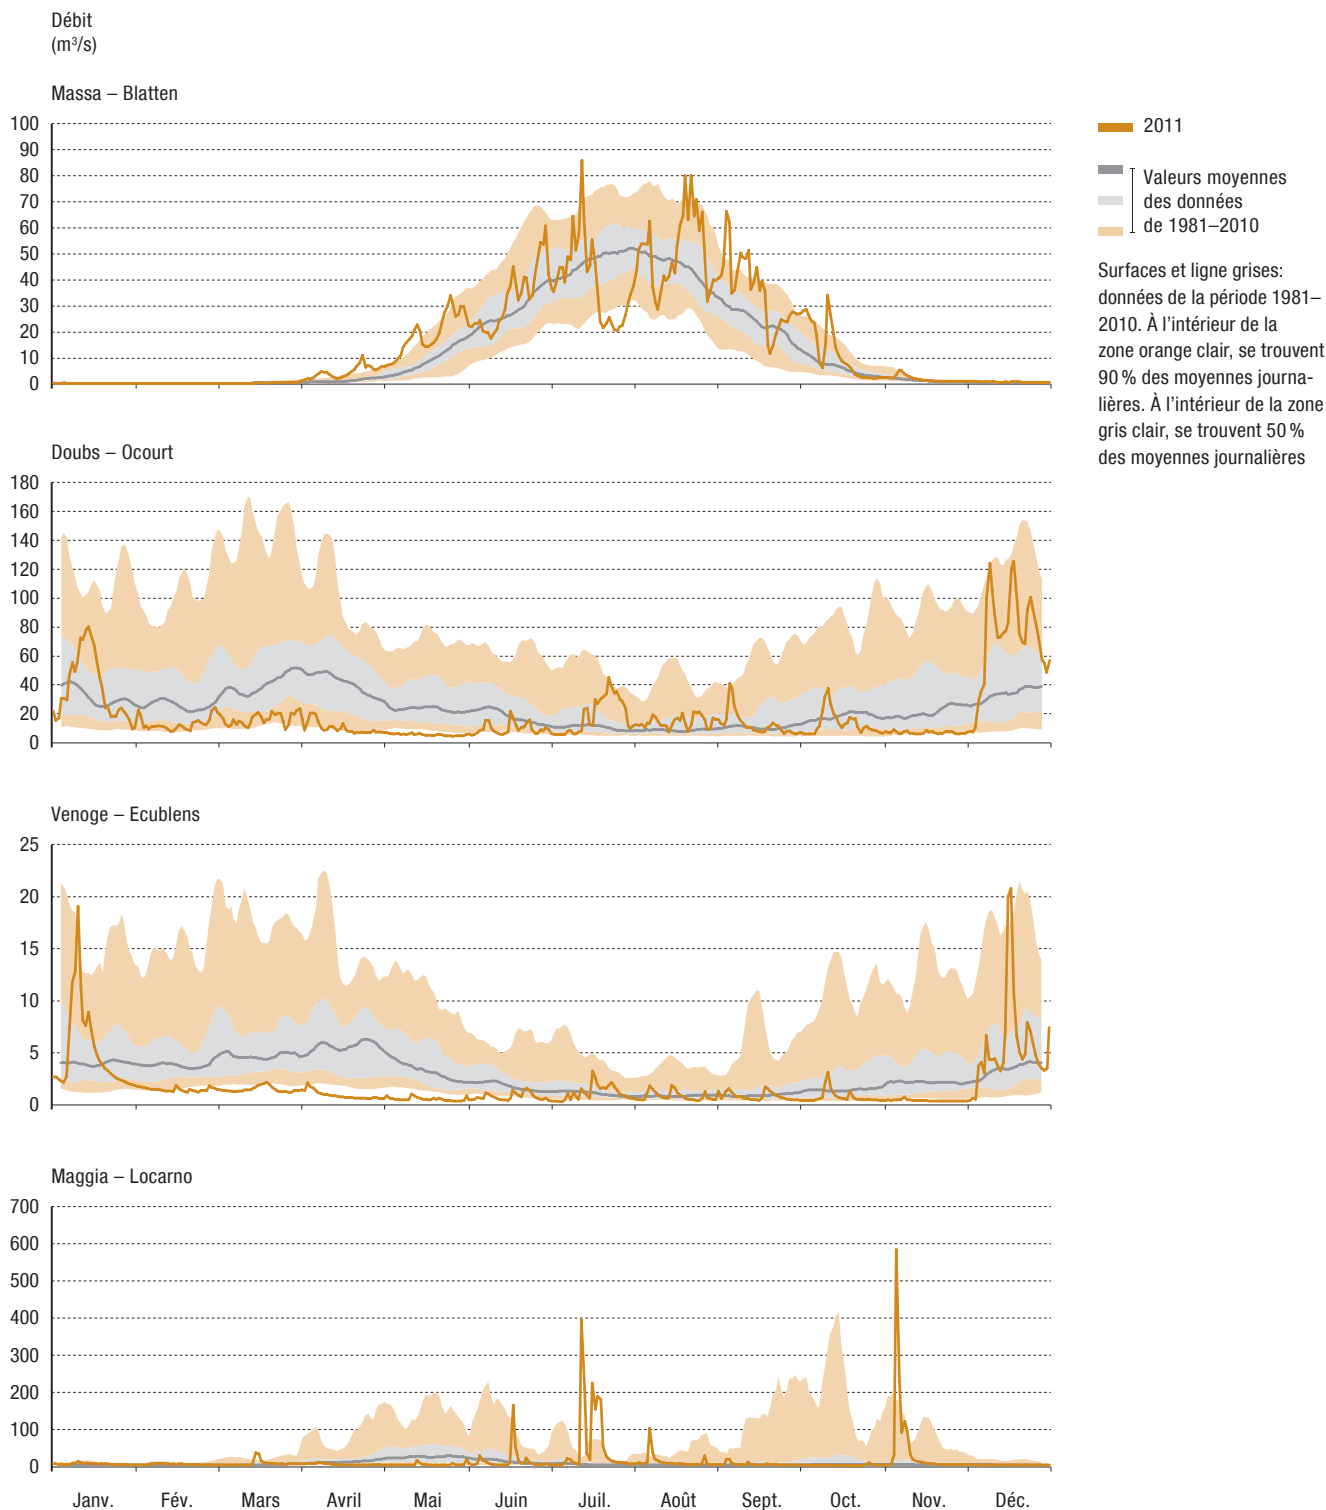 Débit
(m³/s)
Massa – Blatten
100
90
80
70
60
50
40
30
20
10
0
2011
Valeurs moyennes
des données
de 1981–2010
Surfaces et ligne grises:
données de la période 1981–
2010. À l'intérieur de la
zone orange clair, se trouvent
90 % des moyennes journa-
lières. À l'intérieur de la zone
gris clair, se trouvent 50 %
des moyennes journalières
Doubs – Ocourt
180
160
140
120
100
80
60
40
20
0
Venoge – Ecublens
25
20
15
10
5
0
Maggia – Locarno
700
600
500
400
300
200
100
0
Janv. Fév. Mars Avril Mai Juin Juil. Août Sept. Oct. Nov. Déc.